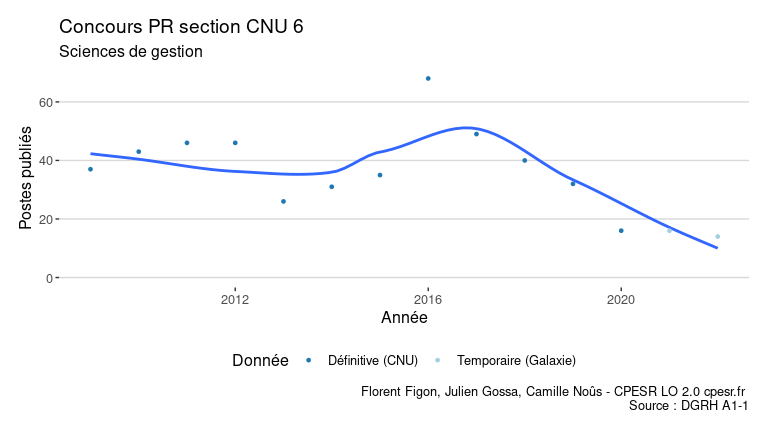 Concours PR section CNU 6
Sciences de gestion
Postes publiés
60
40
20
0
2012
2016
2020
Année
Donnée
Définitive (CNU)
Temporaire (Galaxie)
Florent Figon, Julien Gossa, Camille Noûs - CPESR LO 2.0 cpesr.fr
Source : DGRH A1-1